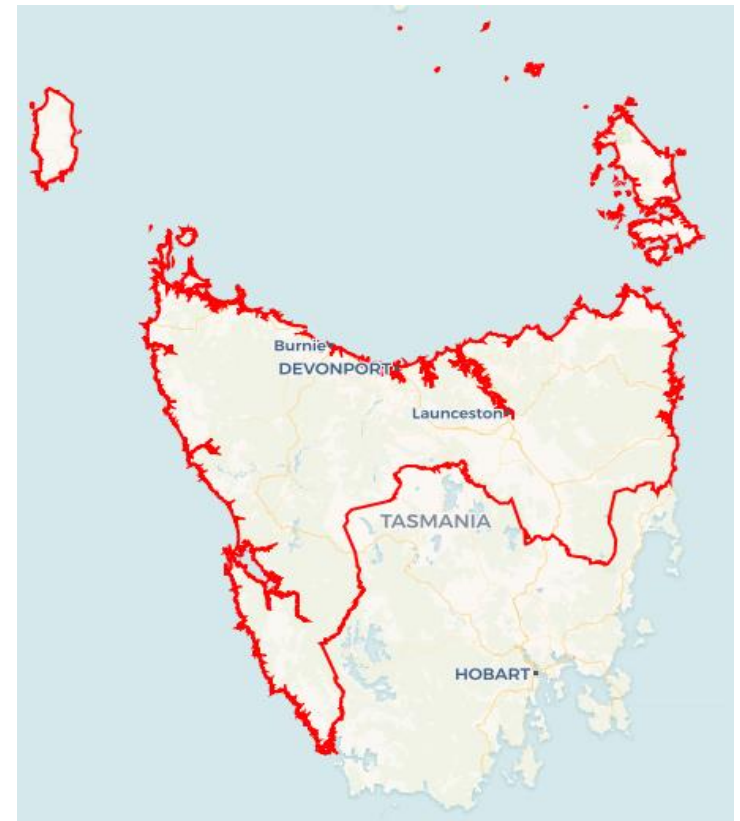 Burnie
DEVONPORT
Launceston
TASMANIA
HOBART